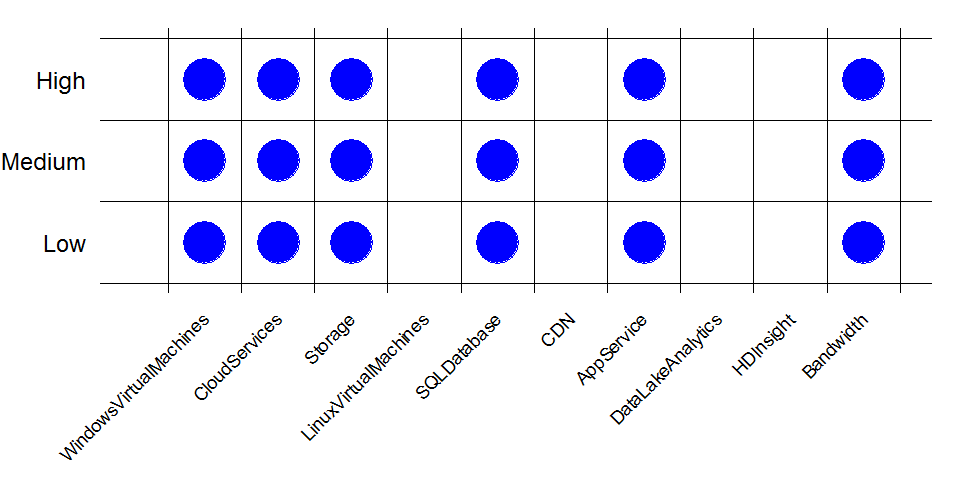 High
Medium
Low
WindowsVirtualMachines
CloudServices
Storage
LinuxVirtualMachines
SQLDatabase
CDN
AppService
DataLakeAnalytics
HDInsight
Bandwidth